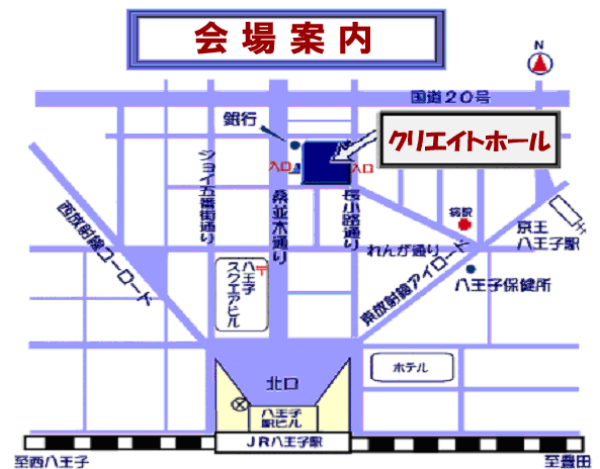 会場案内
N
国道20号
銀行
クリエイトホール
入口
入口
ジョイ五番街通り
桑並木通り
長小路通り
病院
京王
八王子駅
西放射線ユーロード
れんが通り
東放射線アイロード
八王子保健所
八王子
スクエアビル
〒
ホテル
北口
八王子
駅ビル
JR八王子駅
至西八王子
至豊田